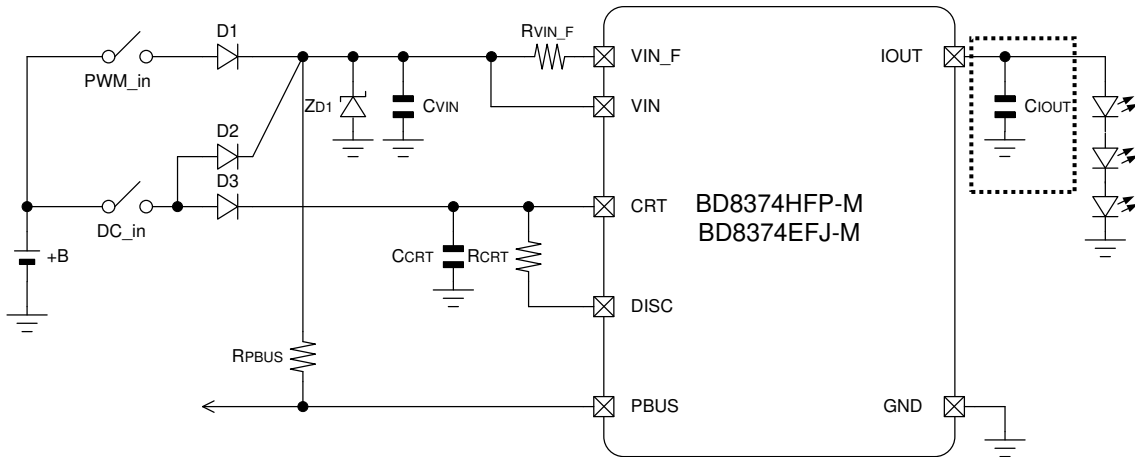 D1
PWM_in
RVIN_F
VIN_F
IOUT
ZD1
CVIN
VIN
CIOUT
D2
D3
DC_in
CRT
BD8374HFP-M
BD8374EFJ-M
+B
CCRT
RCRT
DISC
RPBUS
PBUS
GND